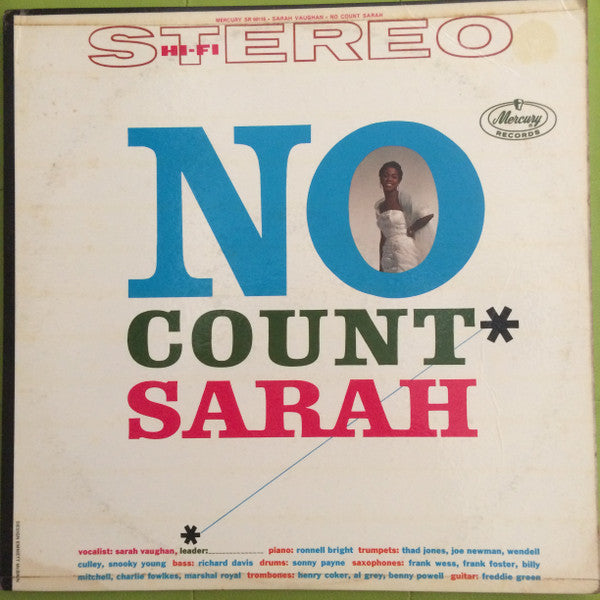 MERCURY SR 60116 • SARAH VAUGHAN • NO COUNT SARAH
STEREO
HI-FI
Mercury
RECORDS
NO
COUNT*
SARAH
*
vocalist: sarah vaughan, leader:____________ piano: ronnell bright trumpets: thad jones, joe newman, wendell
culley, snooky young bass: richard davis drums: sonny payne saxophones: frank wess, frank foster, billy
mitchell, charlie fowlkes, marshal royal trombones: henry coker, al grey, benny powell guitar: freddie green
DESIGN EMMETT